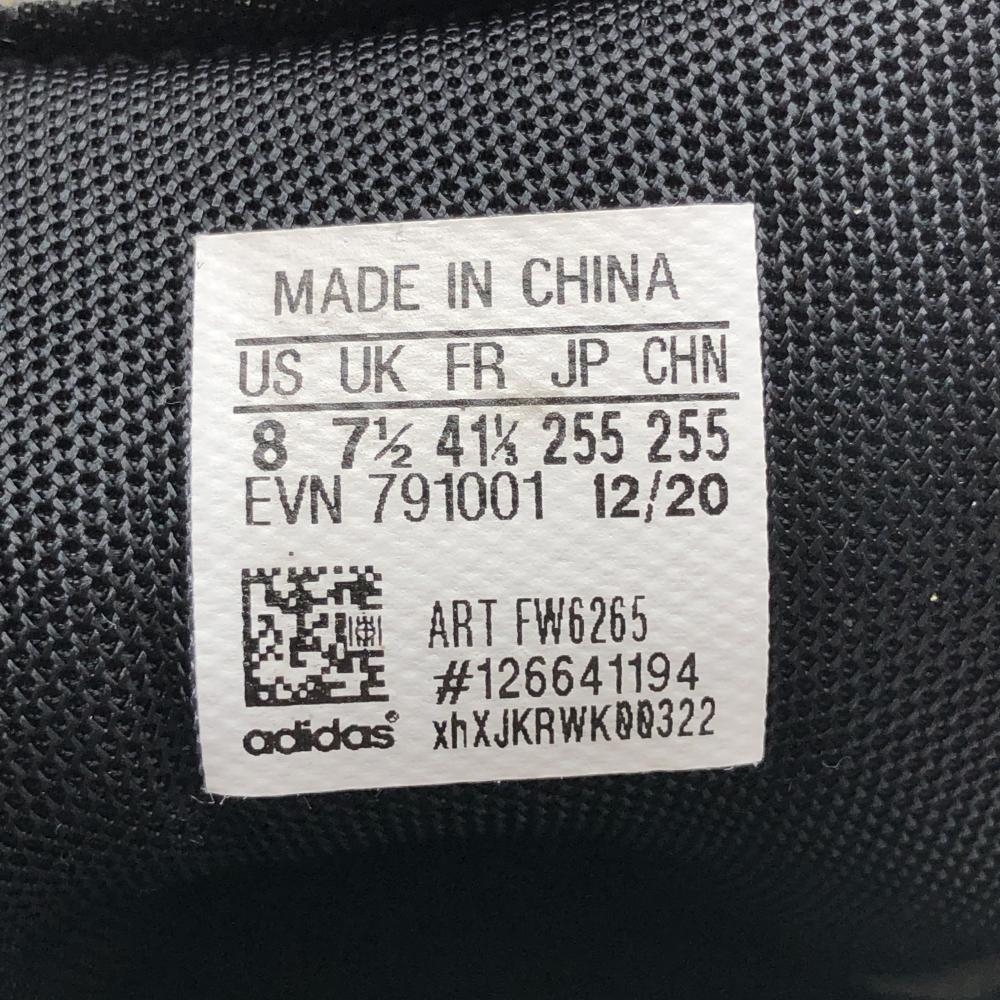 MADE IN CHINA
US UK FR JP CHN
8 7½ 41⅓ 255 255
EVN 791001 12/20
ART FW6265
#126641194
adidas® xhXJKRWK00322